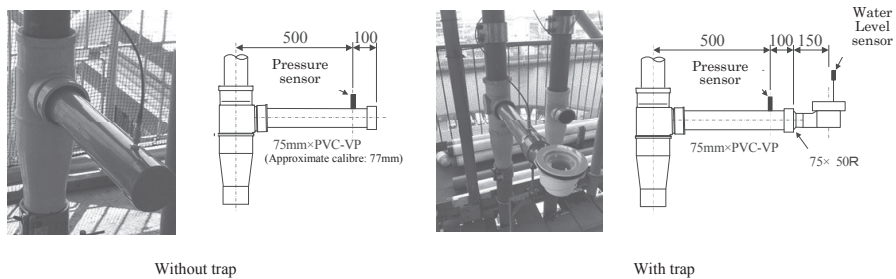 500
100
Pressure
sensor
75mm×PVC-VP
(Approximate calibre: 77mm)
Without trap
Water
Level
sensor
500
100
150
Pressure
sensor
75mm×PVC-VP
75× 50R
With trap